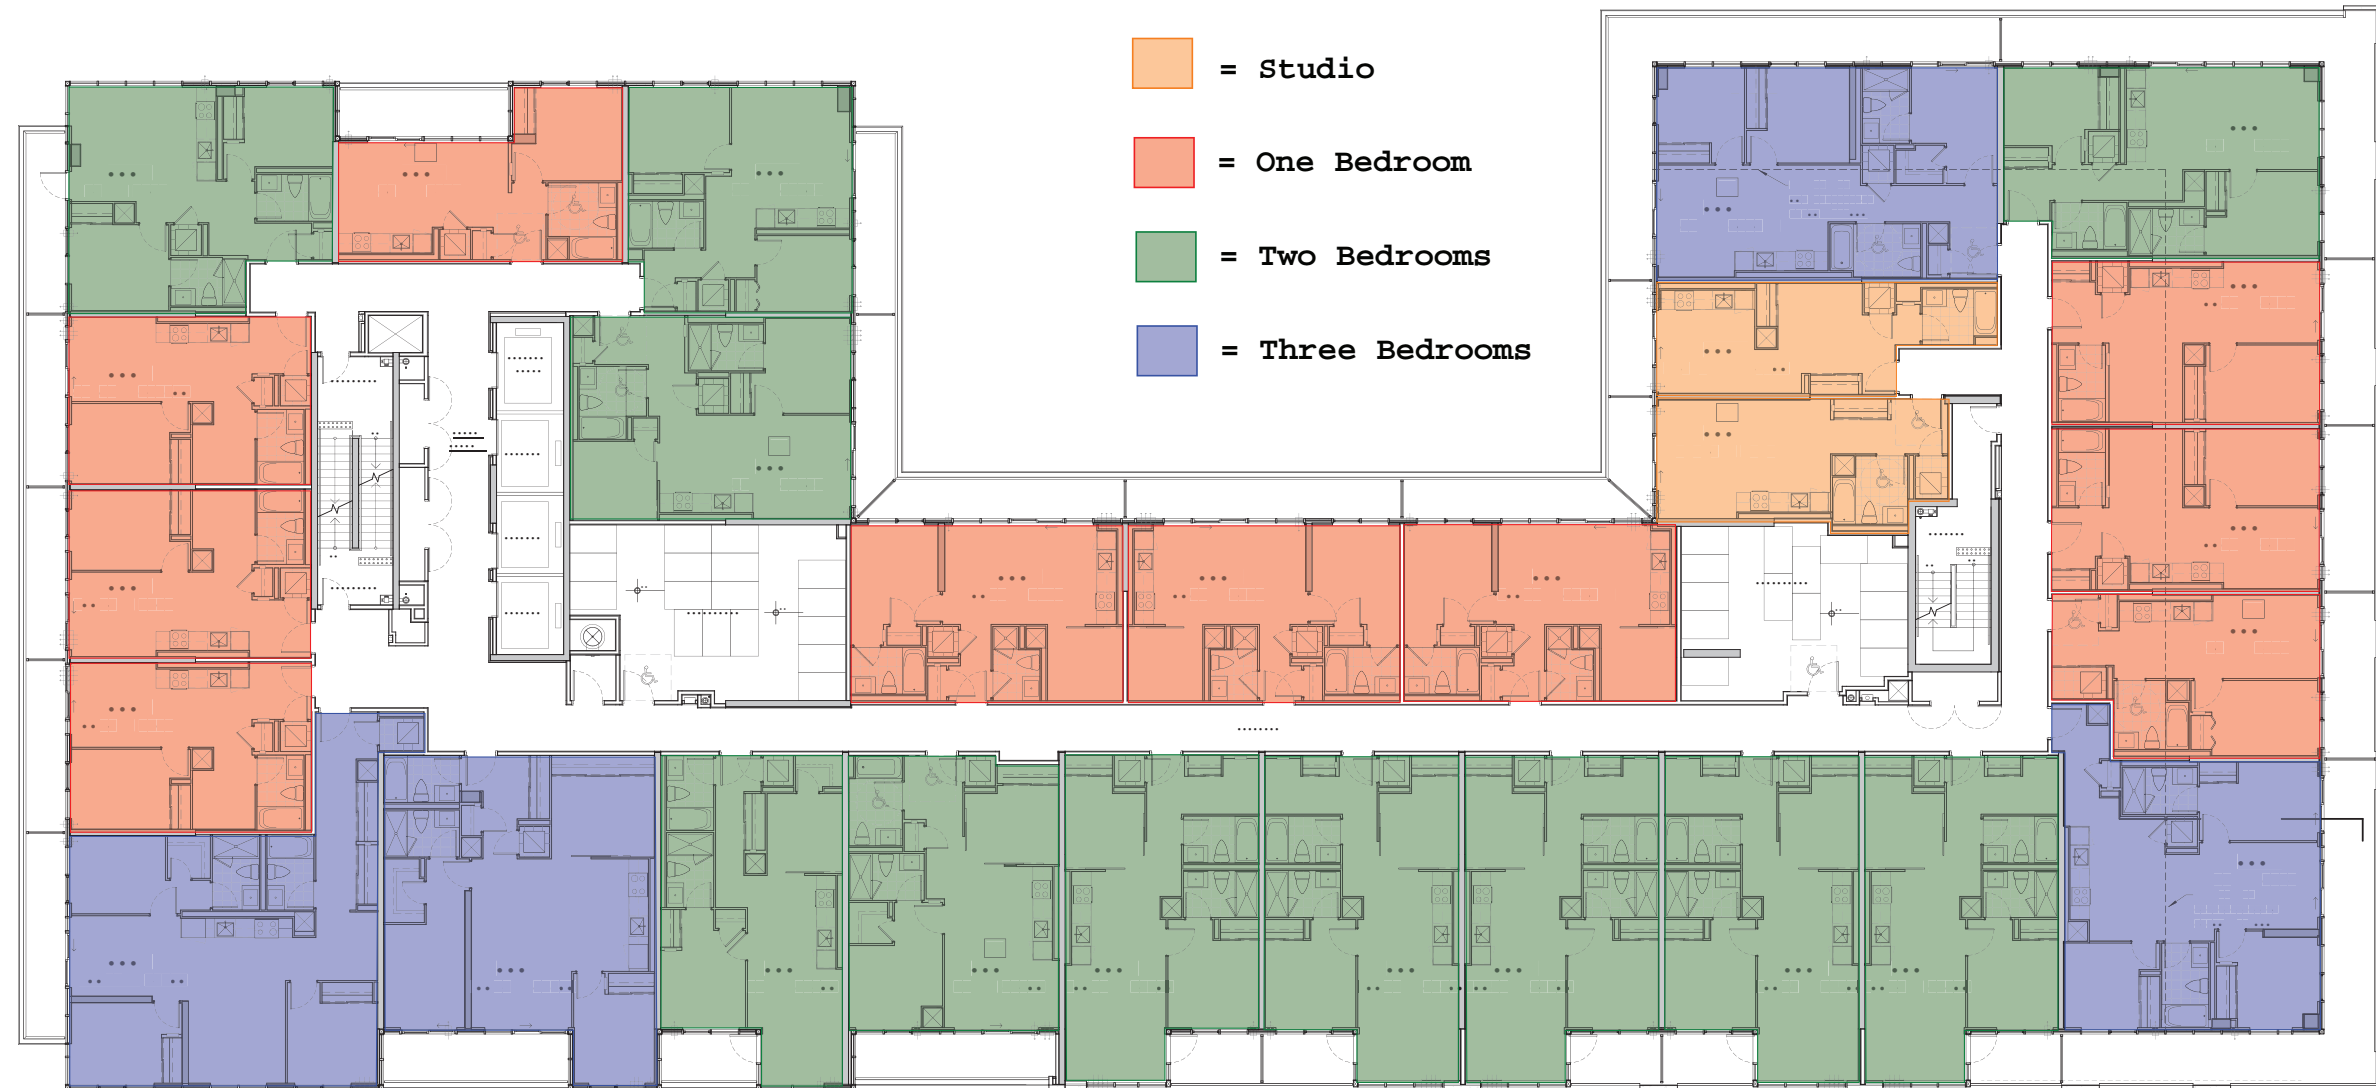 = Studio
= One Bedroom
= Two Bedrooms
= Three Bedrooms